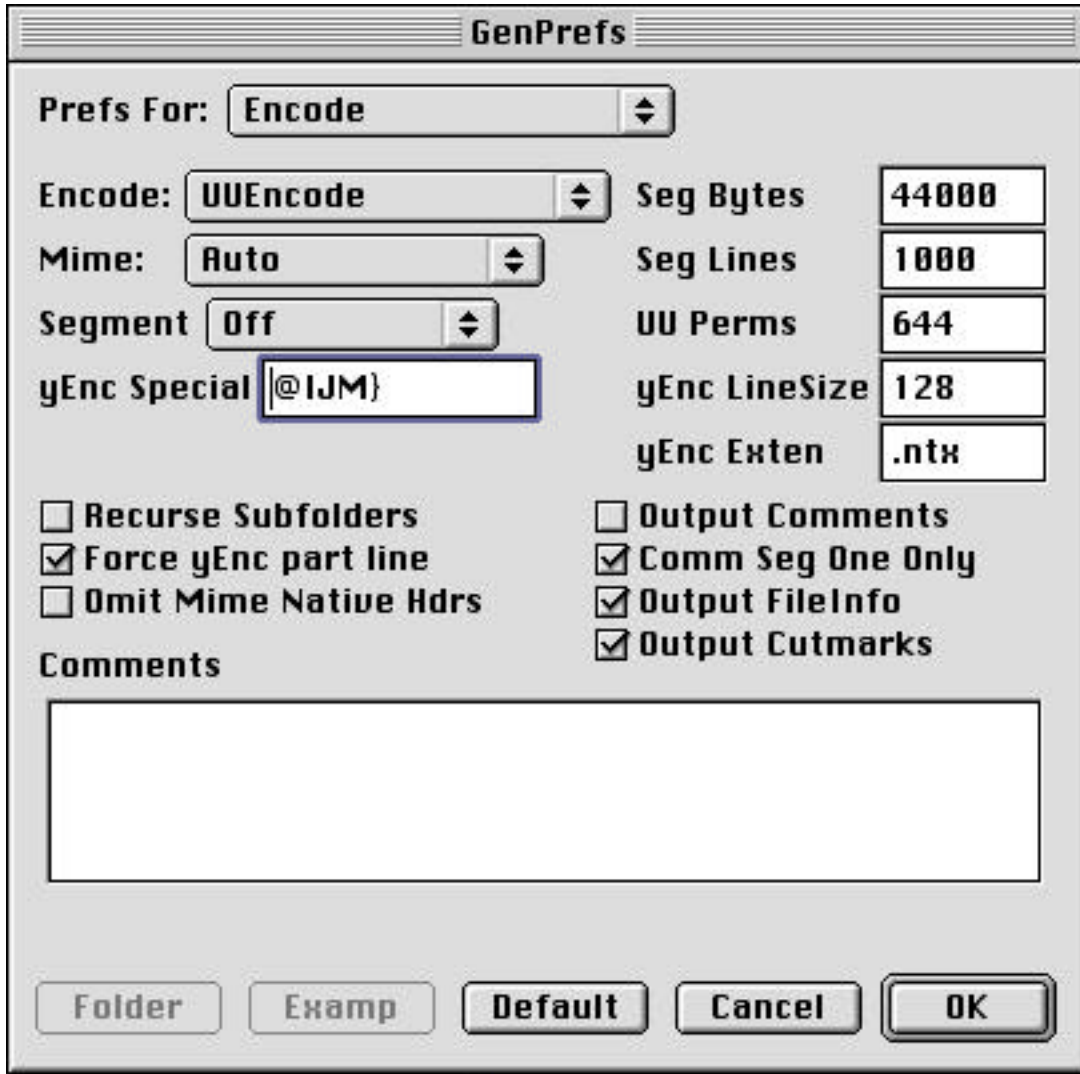 GenPrefs
Prefs For: Encode
Encode: UUEncode
Seg Bytes 44000
Mime: Auto
Seg Lines 1000
Segment Off
UU Perms 644
yEnc Special @IJM}
yEnc LineSize 128
yEnc Exten .ntx
Recurse Subfolders
Output Comments
Force yEnc part line
Comm Seg One Only
Omit Mime Native Hdrs
Output FileInfo
Output Cutmarks
Comments
Folder Examp Default Cancel OK